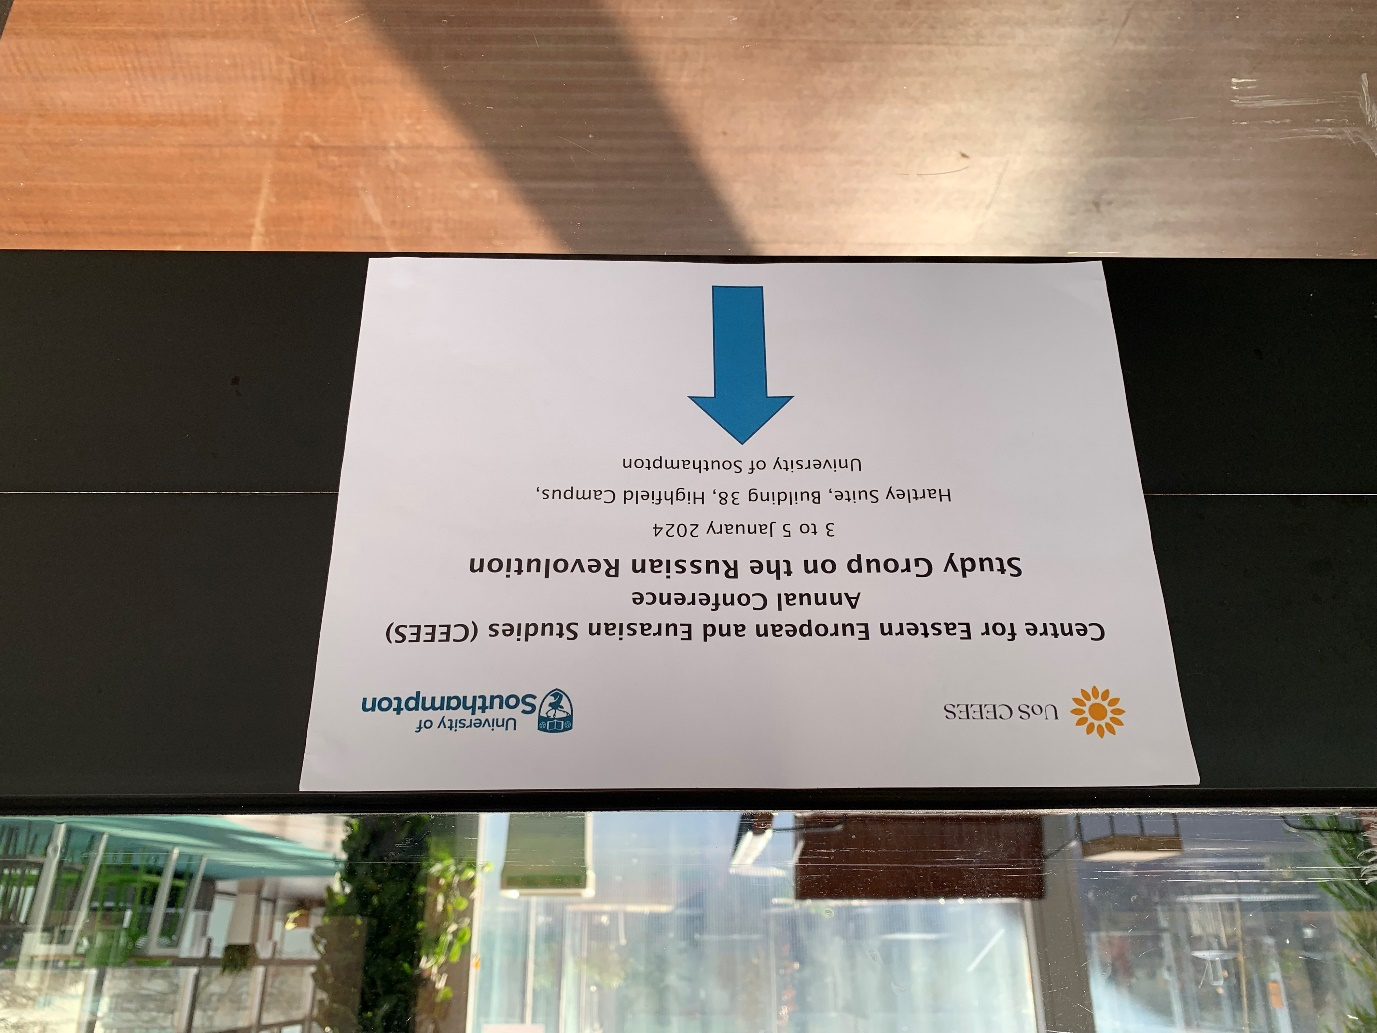 UoS CEEES
University of
Southampton
Centre for Eastern European and Eurasian Studies (CEEES)
Annual Conference
Study Group on the Russian Revolution
3 to 5 January 2024
Hartley Suite, Building 38, Highfield Campus,
University of Southampton